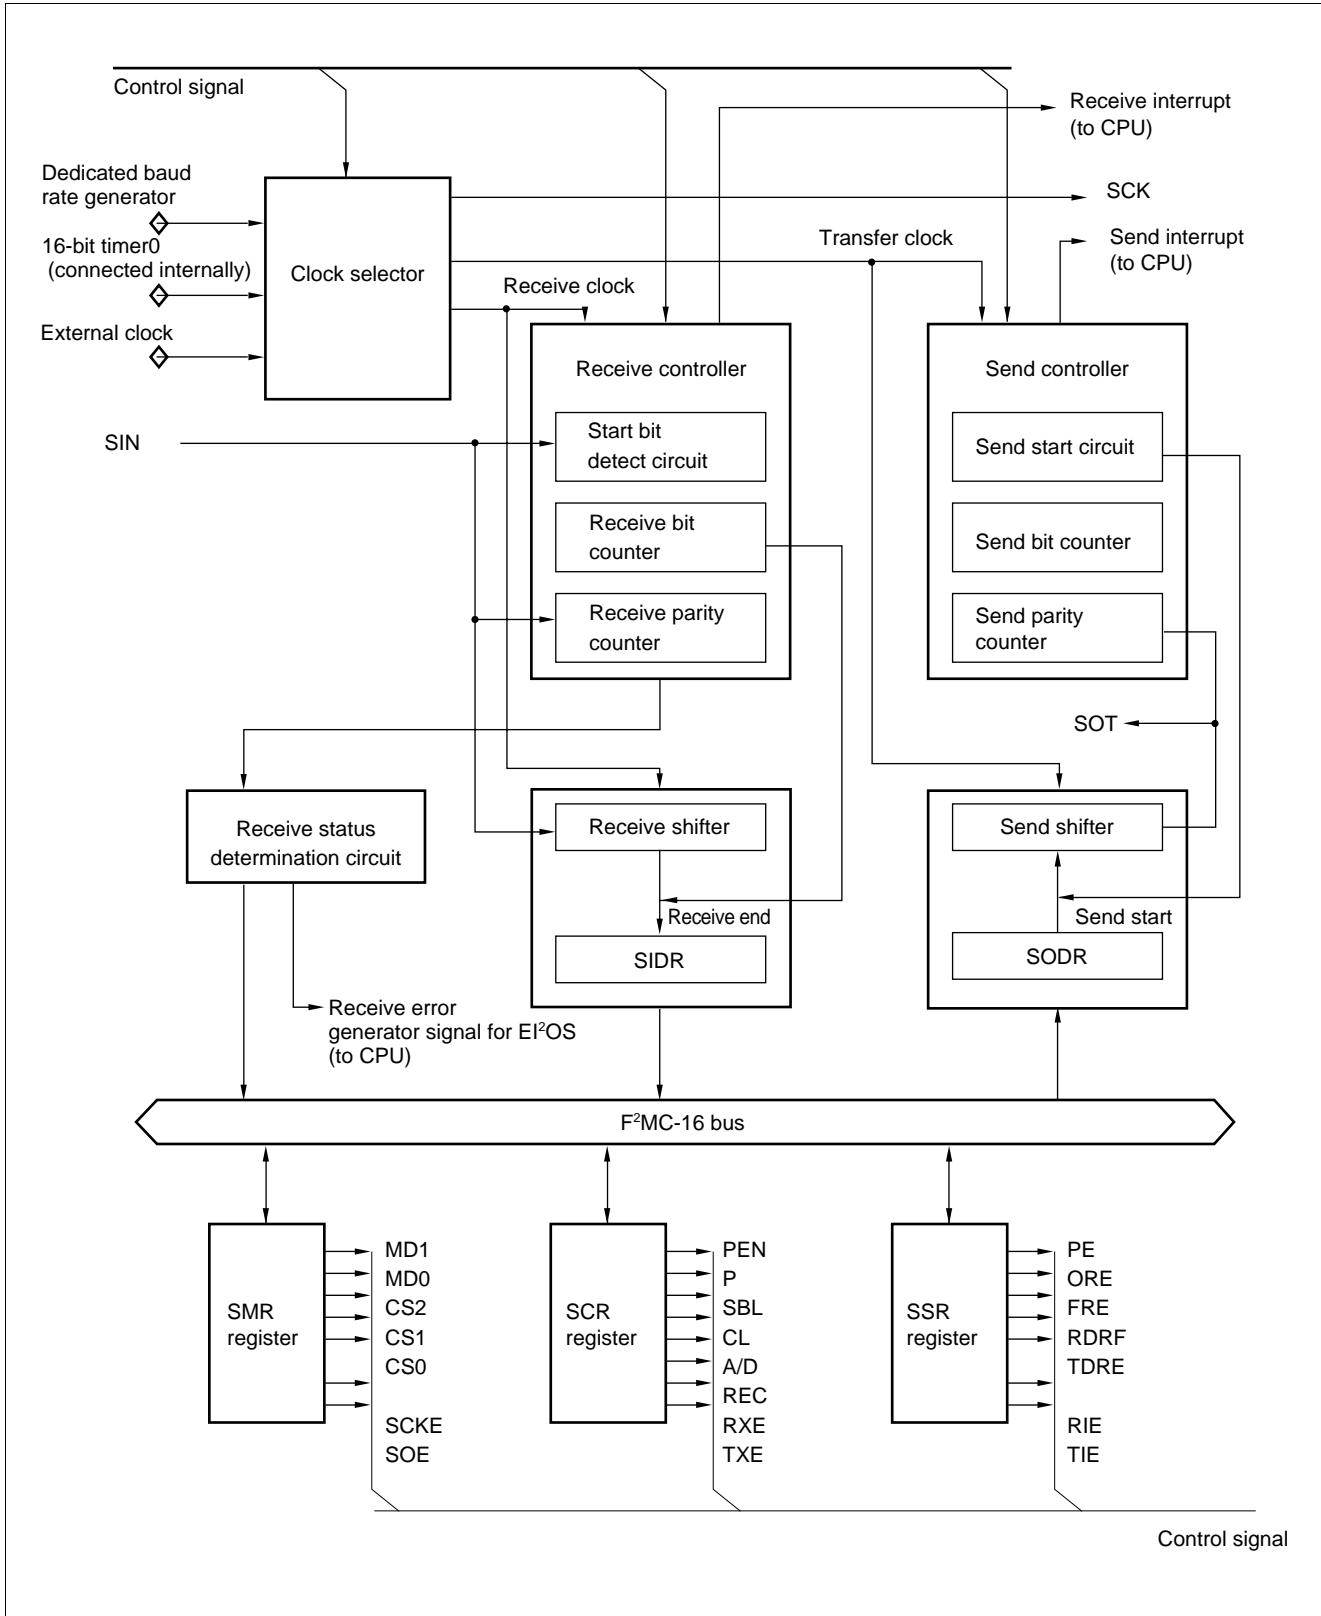 Control signal
Receive interrupt
(to CPU)
Dedicated baud
rate generator
SCK
16-bit timer0
(connected internally)
Transfer clock
Send interrupt
(to CPU)
Clock selector
Receive clock
External clock
Receive controller
Send controller
SIN
Start bit
detect circuit
Send start circuit
Receive bit
counter
Send bit counter
Receive parity
counter
Send parity
counter
SOT
Receive status
determination circuit
Receive shifter
Send shifter
Receive end
Send start
SIDR
SODR
Receive error
generator signal for EI²OS
(to CPU)
F²MC-16 bus
SMR
register
MD1
MD0
CS2
CS1
CS0
SCKE
SOE
SCR
register
PEN
P
SBL
CL
A/D
REC
RXE
TXE
SSR
register
PE
ORE
FRE
RDRF
TDRE
RIE
TIE
Control signal